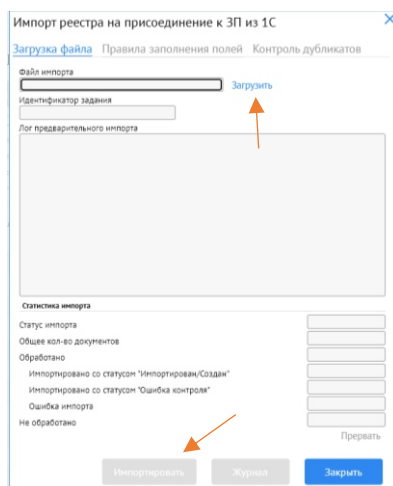 Импорт реестра на присоединение к ЗП из 1С
Загрузка файла Правила заполнения полей Контроль дубликатов
Файл импорта
Загрузить
Идентификатор задания
Лог предварительного импорта
Статистика импорта
Статус импорта
Общее кол-во документов
Обработано
Импортировано со статусом "Импортирован/Создан"
Импортировано со статусом "Ошибка контроля"
Ошибка импорта
Не обработано
Прервать
Импортировать Журнал Закрыть